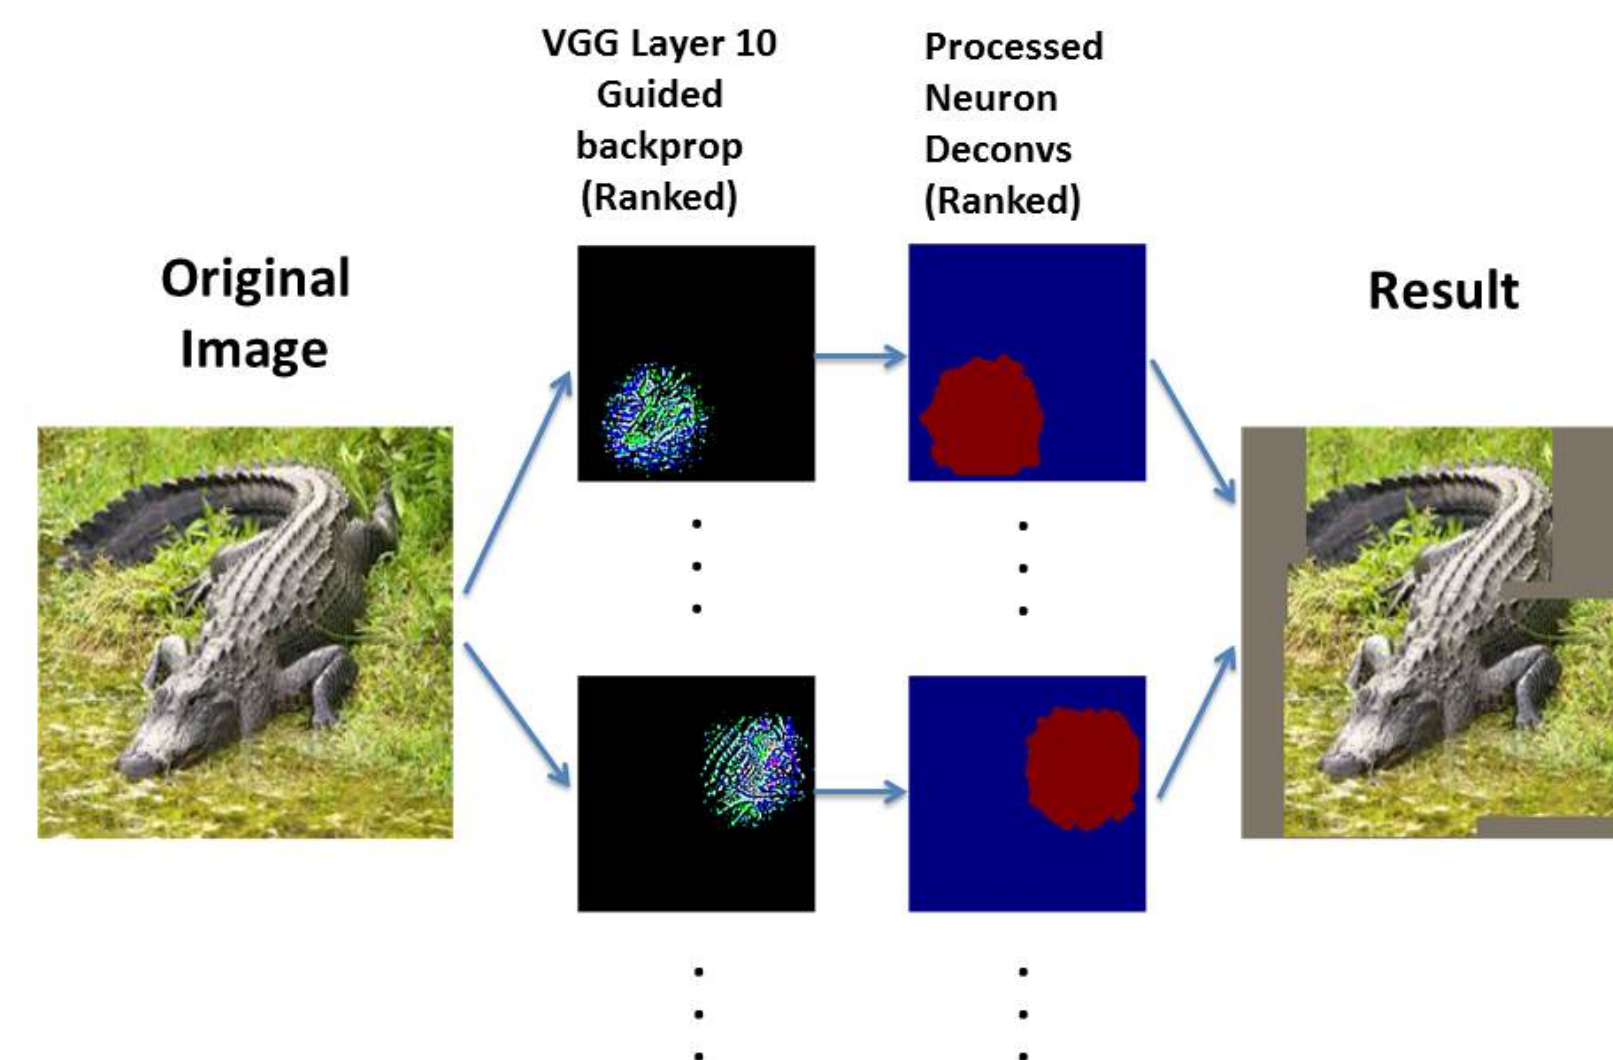 VGG Layer 10
Guided
backprop
(Ranked)
Processed
Neuron
Deconvs
(Ranked)
Original
Image
Result